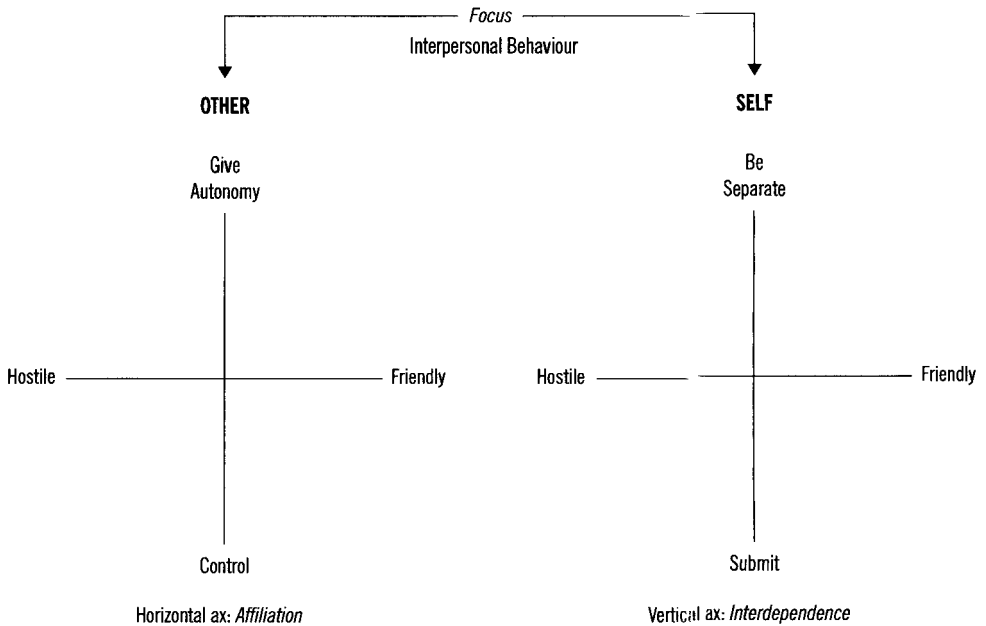 Focus
Interpersonal Behaviour
OTHER
SELF
Give
Autonomy
Be
Separate
Hostile
Friendly
Hostile
Friendly
Control
Submit
Horizontal ax: Affiliation
Vertical ax: Interdependence